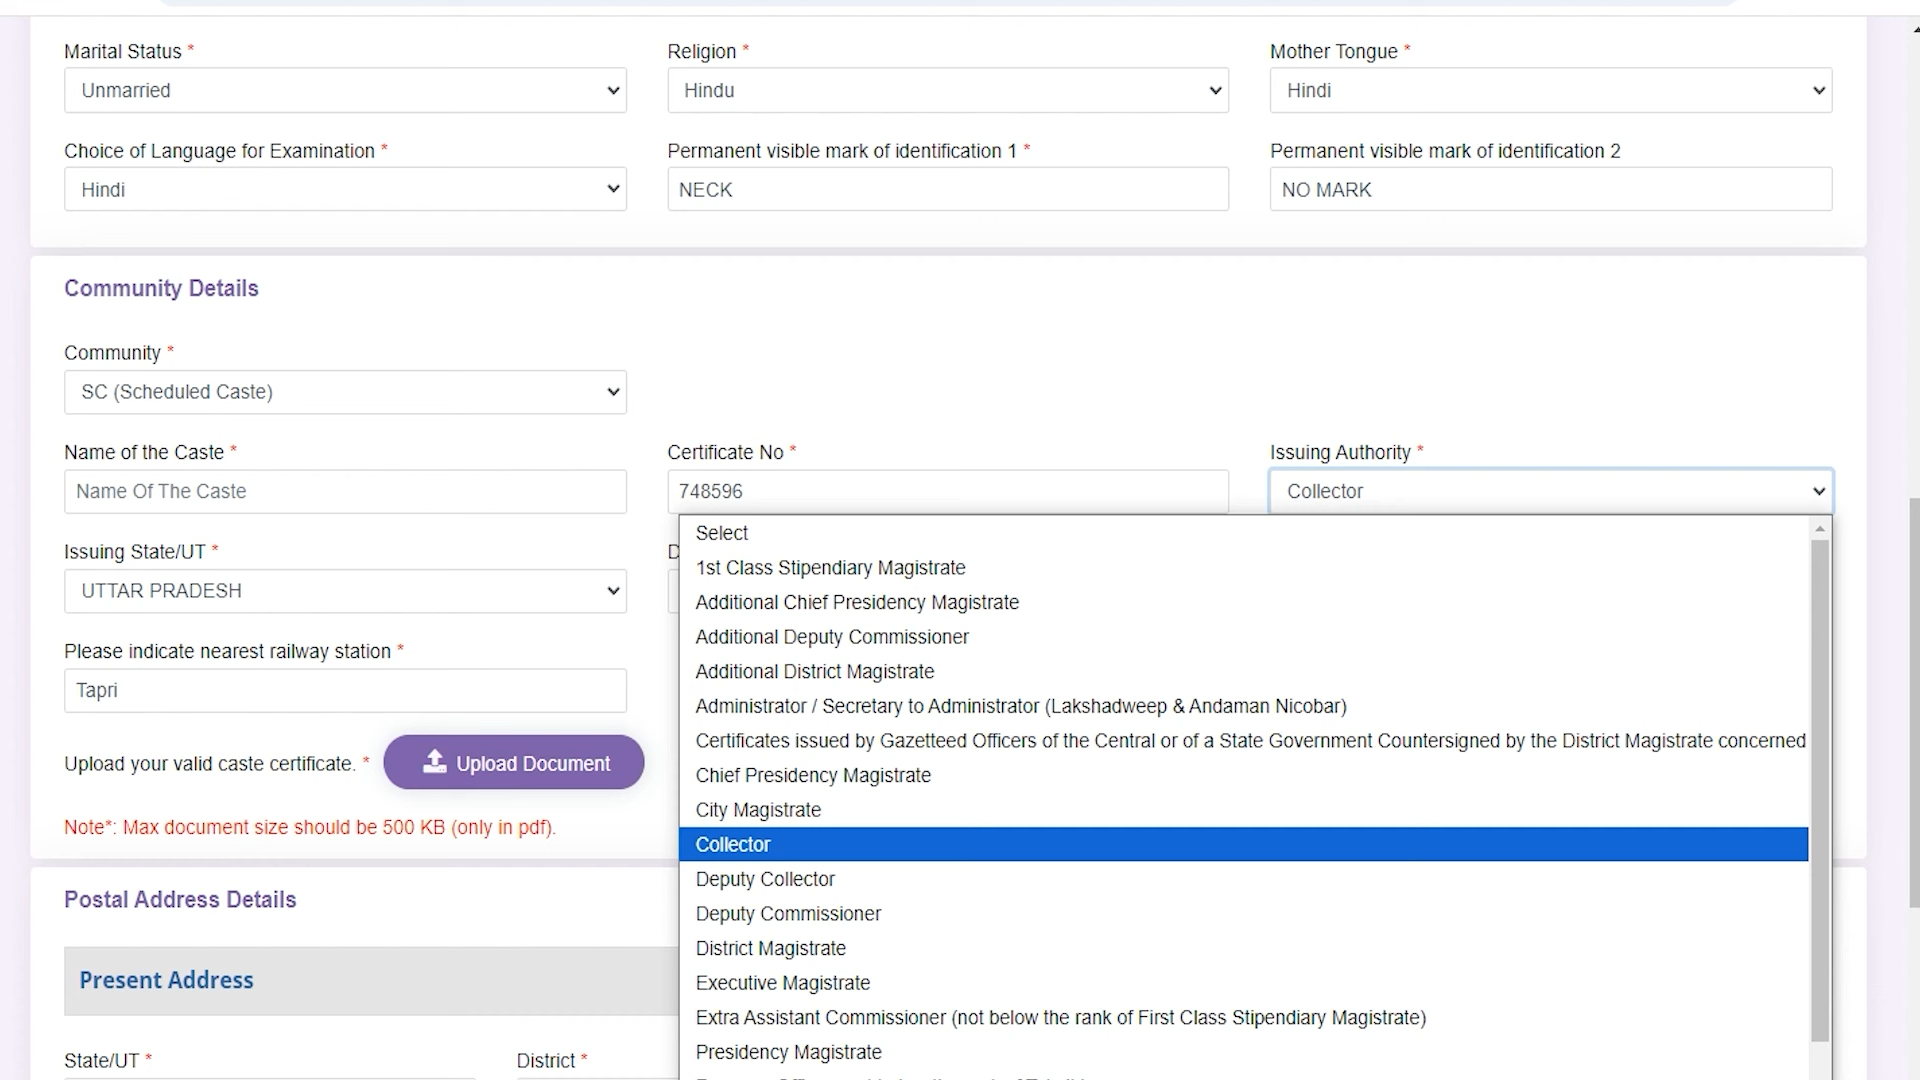 Marital Status *
Religion *
Mother Tongue *
Unmarried
Hindu
Hindi
Choice of Language for Examination *
Permanent visible mark of identification 1 *
Permanent visible mark of identification 2
Hindi
NECK
NO MARK
Community Details
Community *
SC (Scheduled Caste)
Name of the Caste *
Certificate No *
Issuing Authority *
Name Of The Caste
748596
Collector
Issuing State/UT *
D
UTTAR PRADESH
Please indicate nearest railway station *
Tapri
Upload your valid caste certificate. *
Upload Document
Note*: Max document size should be 500 KB (only in pdf).
Select
1st Class Stipendiary Magistrate
Additional Chief Presidency Magistrate
Additional Deputy Commissioner
Additional District Magistrate
Administrator / Secretary to Administrator (Lakshadweep & Andaman Nicobar)
Certificates issued by Gazetteed Officers of the Central or of a State Government Countersigned by the District Magistrate concerned
Chief Presidency Magistrate
City Magistrate
Collector
Deputy Collector
Deputy Commissioner
District Magistrate
Executive Magistrate
Extra Assistant Commissioner (not below the rank of First Class Stipendiary Magistrate)
Presidency Magistrate
Postal Address Details
Present Address
State/UT *
District *